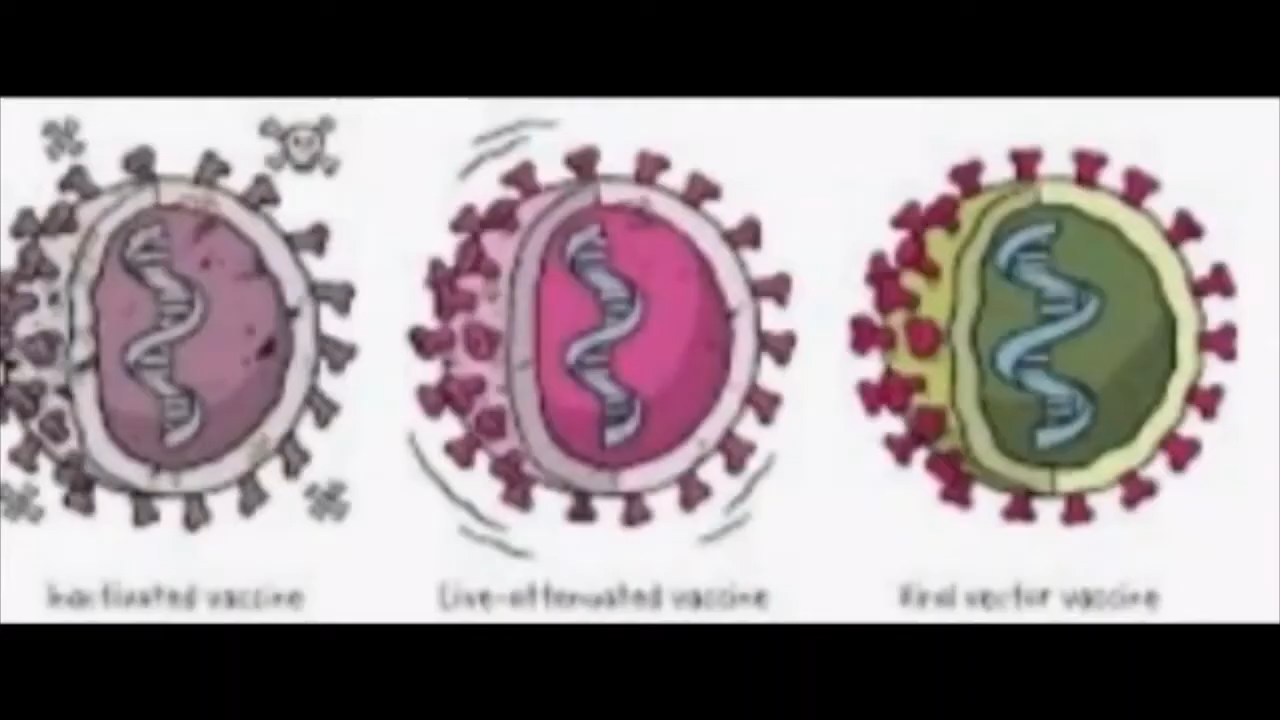 Inactivated vaccine
Live-attenuated vaccine
Viral vector vaccine